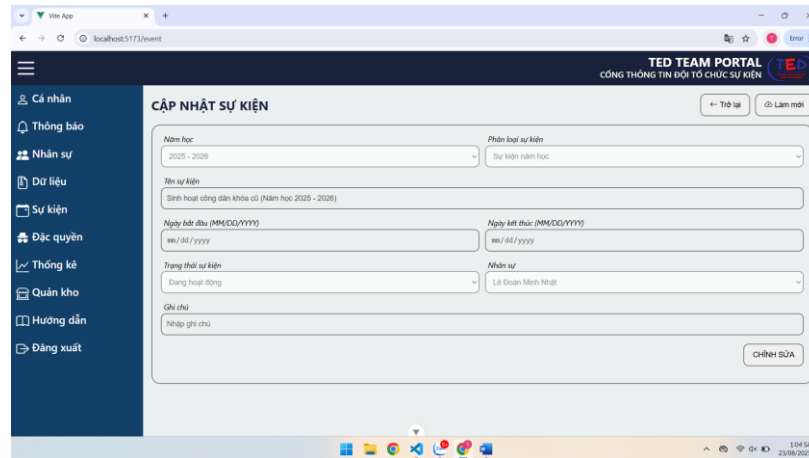 Vite App
localhost:5173/event
T
Error
TED TEAM PORTAL
CỔNG THÔNG TIN ĐỘI TỔ CHỨC SỰ KIỆN
TED
Cá nhân
Thông báo
Nhân sự
Dữ liệu
Sự kiện
Đặc quyền
Thống kê
Quản kho
Hướng dẫn
Đăng xuất
CẬP NHẬT SỰ KIỆN
← Trở lại
Làm mới
Năm học
Phân loại sự kiện
2025 - 2026
Sự kiện năm học
Tên sự kiện
Sinh hoạt công dân khóa cũ (Năm học 2025 - 2026)
Ngày bắt đầu (MM/DD/YYYY)
Ngày kết thúc (MM/DD/YYYY)
mm/dd/yyyy
mm/dd/yyyy
Trạng thái sự kiện
Nhân sự
Đang hoạt động
Lê Đoàn Minh Nhật
Ghi chú
Nhập ghi chú
CHỈNH SỬA